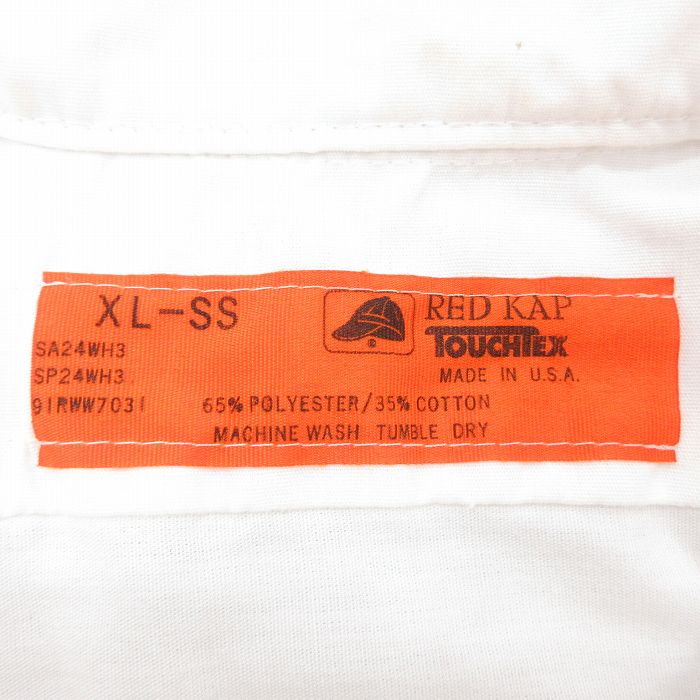 XL-SS
SA24WH3
SP24WH3
91RWW7031
RED KAP
TOUCHTEX
MADE IN U.S.A.
65% POLYESTER/35% COTTON
MACHINE WASH TUMBLE DRY